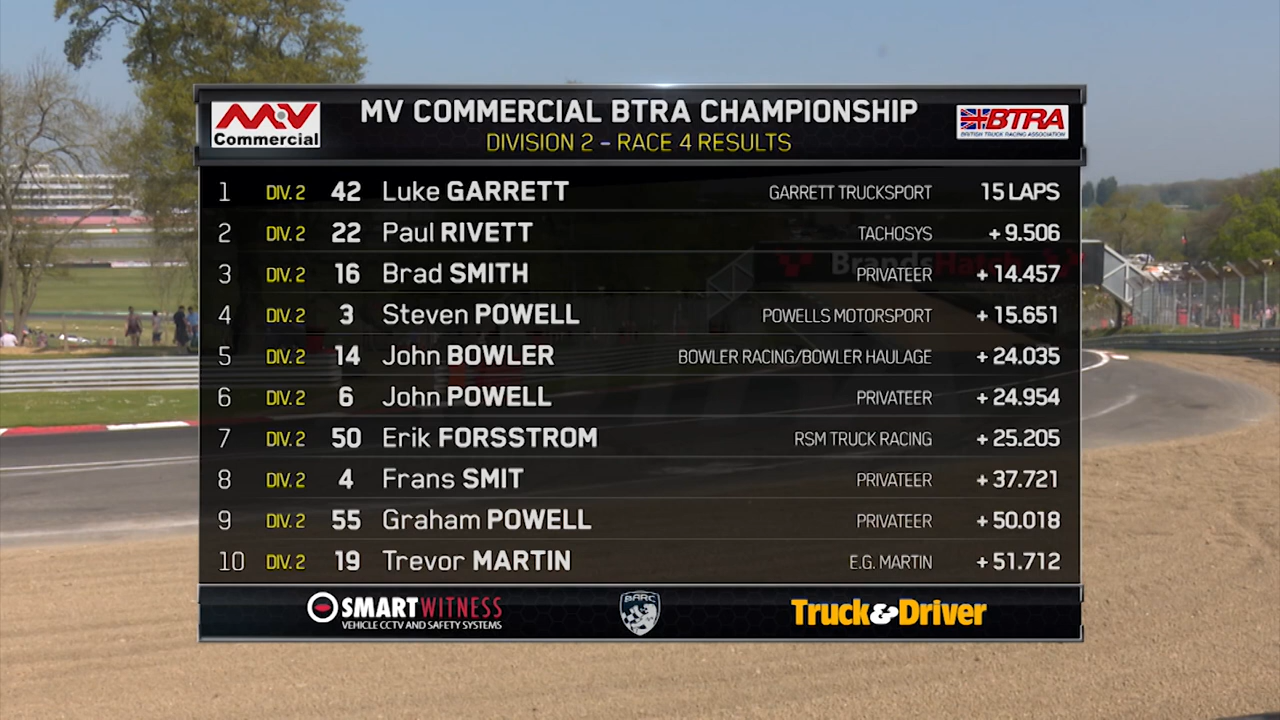 MV Commercial
MV COMMERCIAL BTRA CHAMPIONSHIP
DIVISION 2 - RACE 4 RESULTS
BTRA
BRITISH TRUCK RACING ASSOCIATION
1 DIV. 2 42 Luke GARRETT GARRETT TRUCKSPORT 15 LAPS
2 DIV. 2 22 Paul RIVETT TACHOSYS + 9.506
BrandsHatch
3 DIV. 2 16 Brad SMITH PRIVATEER + 14.457
4 DIV. 2 3 Steven POWELL POWELLS MOTORSPORT + 15.651
5 DIV. 2 14 John BOWLER BOWLER RACING/BOWLER HAULAGE + 24.035
6 DIV. 2 6 John POWELL PRIVATEER + 24.954
7 DIV. 2 50 Erik FORSSTROM RSM TRUCK RACING + 25.205
8 DIV. 2 4 Frans SMIT PRIVATEER + 37.721
9 DIV. 2 55 Graham POWELL PRIVATEER + 50.018
10 DIV. 2 19 Trevor MARTIN E.G. MARTIN + 51.712
SMARTWITNESS
VEHICLE CCTV AND SAFETY SYSTEMS
BARC
Truck&Driver